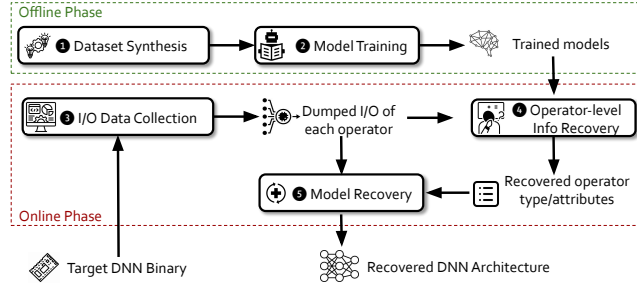 Offline Phase
❶ Dataset Synthesis
❷ Model Training
Trained models
❸ I/O Data Collection
Dumped I/O of
each operator
❹ Operator-level
Info Recovery
❺ Model Recovery
Recovered operator
type/attributes
Online Phase
Target DNN Binary
Recovered DNN Architecture